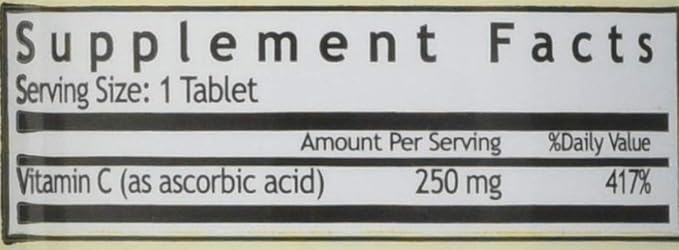 Supplement Facts
Serving Size: 1 Tablet
Amount Per Serving %Daily Value
Vitamin C (as ascorbic acid) 250 mg 417%